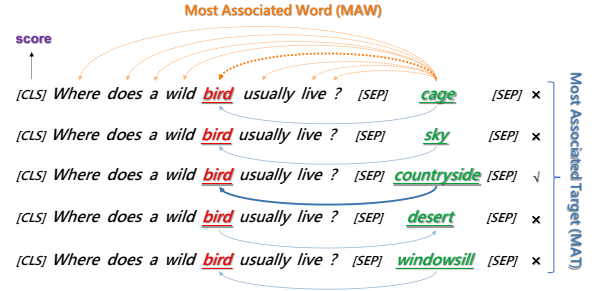 Most Associated Word (MAW)
score
[CLS] Where does a wild bird usually live ? [SEP] cage [SEP] ×
[CLS] Where does a wild bird usually live ? [SEP] sky [SEP] ×
[CLS] Where does a wild bird usually live ? [SEP] countryside [SEP] √
[CLS] Where does a wild bird usually live ? [SEP] desert [SEP] ×
[CLS] Where does a wild bird usually live ? [SEP] windowsill [SEP] ×
Most Associated Target (MAT)